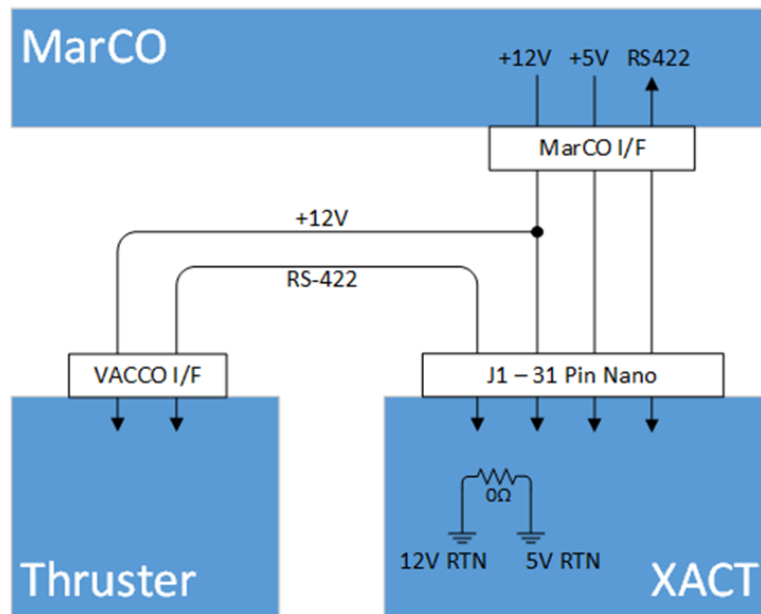 MarCO
+12V +5V RS422
MarCO I/F
+12V
RS-422
VACCO I/F
J1 – 31 Pin Nano
0Ω
12V RTN 5V RTN
Thruster
XACT